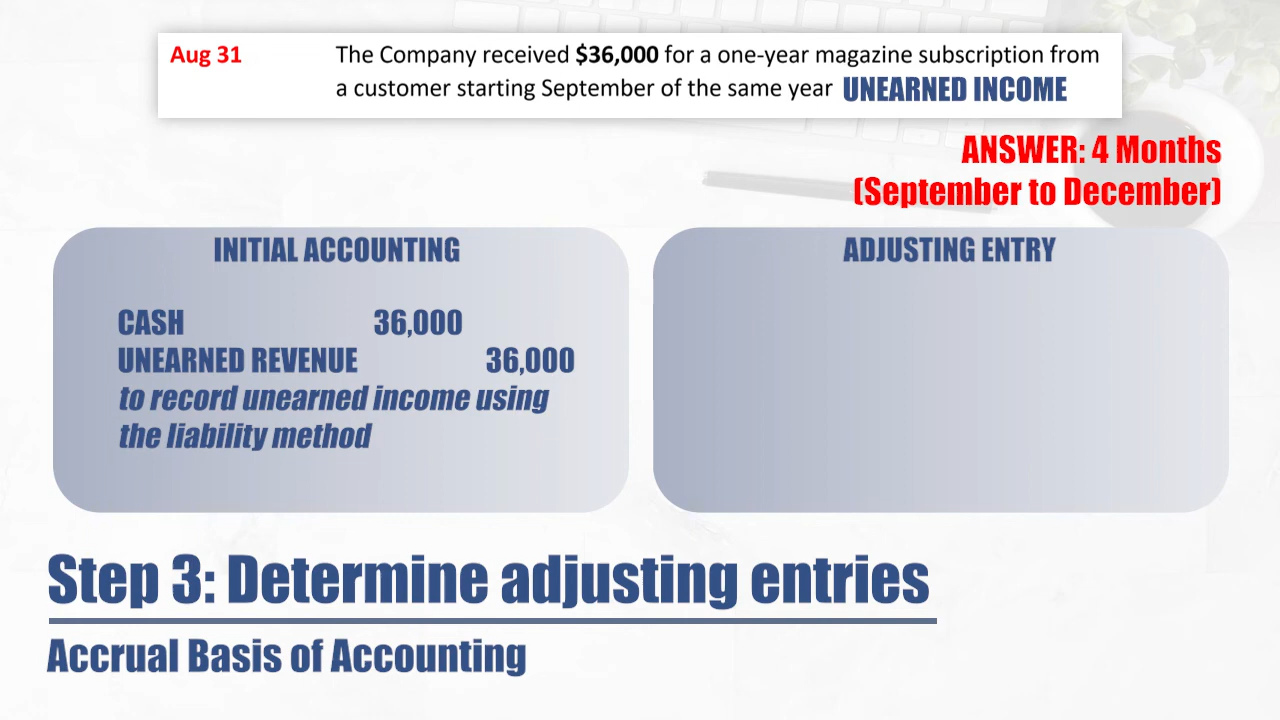 Aug 31 The Company received $36,000 for a one-year magazine subscription from
a customer starting September of the same year UNEARNED INCOME
ANSWER: 4 Months
(September to December)
INITIAL ACCOUNTING
CASH 36,000
UNEARNED REVENUE 36,000
to record unearned income using
the liability method
ADJUSTING ENTRY
Step 3: Determine adjusting entries
Accrual Basis of Accounting